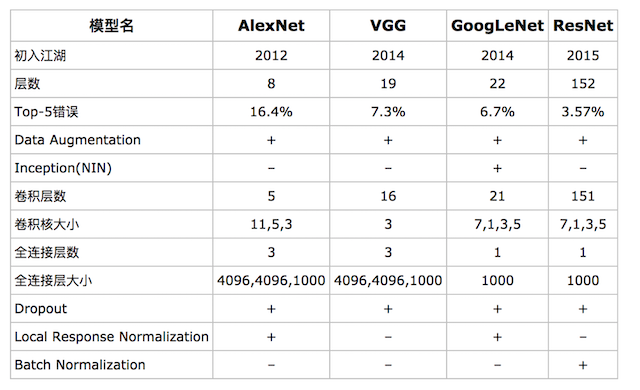 模型名 AlexNet VGG GoogLeNet ResNet
初入江湖 2012 2014 2014 2015
层数 8 19 22 152
Top-5错误 16.4% 7.3% 6.7% 3.57%
Data Augmentation + + + +
Inception(NIN) – – + –
卷积层数 5 16 21 151
卷积核大小 11,5,3 3 7,1,3,5 7,1,3,5
全连接层数 3 3 1 1
全连接层大小 4096,4096,1000 4096,4096,1000 1000 1000
Dropout + + + +
Local Response Normalization + – + –
Batch Normalization – – – +